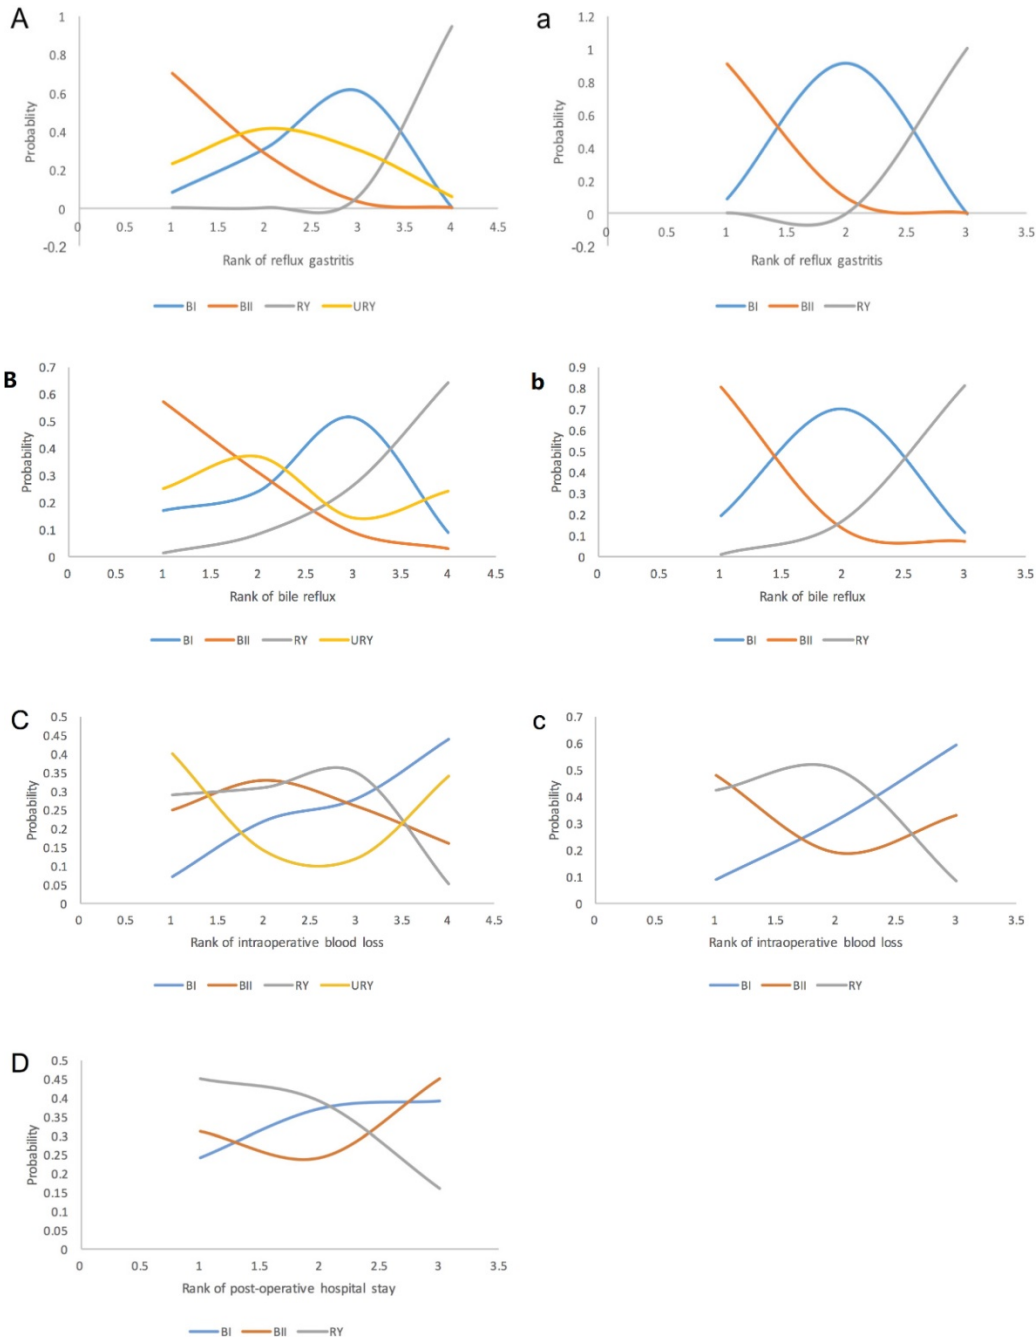 A
1
0.8
0.6
0.4
0.2
0
-0.2
Probablity
0 0.5 1 1.5 2 2.5 3 3.5 4 4.5
Rank of reflux gastritis
BI BII RY URY
a
1.2
1
0.8
0.6
0.4
0.2
0
-0.2
Probability
0 0.5 1 1.5 2 2.5 3 3.5
Rank of reflux gastritis
BI BII RY
B
0.7
0.6
0.5
0.4
0.3
0.2
0.1
0
Probability
0 0.5 1 1.5 2 2.5 3 3.5 4 4.5
Rank of bile reflux
BI BII RY URY
b
0.9
0.8
0.7
0.6
0.5
0.4
0.3
0.2
0.1
0
Probability
0 0.5 1 1.5 2 2.5 3 3.5
Rank of bile reflux
BI BII RY
C
0.5
0.45
0.4
0.35
0.3
0.25
0.2
0.15
0.1
0.05
0
Probability
0 0.5 1 1.5 2 2.5 3 3.5 4 4.5
Rank of intraoperative blood loss
BI BII RY URY
c
0.7
0.6
0.5
0.4
0.3
0.2
0.1
0
Probability
0 0.5 1 1.5 2 2.5 3 3.5
Rank of intraoperative blood loss
BI BII RY
D
0.5
0.45
0.4
0.35
0.3
0.25
0.2
0.15
0.1
0.05
0
Probability
0 0.5 1 1.5 2 2.5 3 3.5
Rank of post-operative hospital stay
BI BII RY